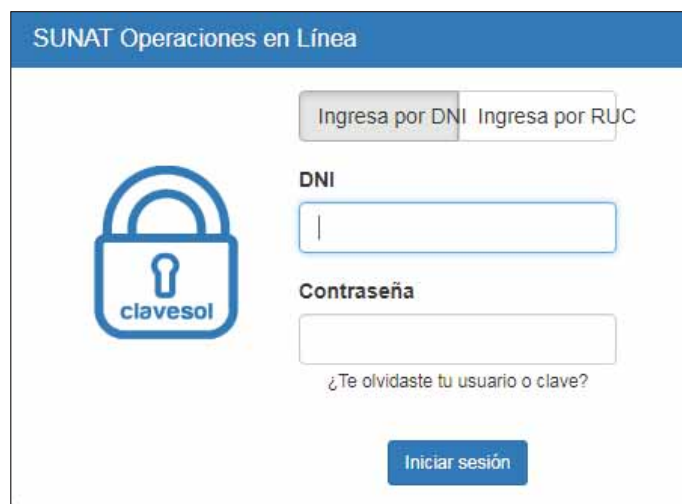 SUNAT Operaciones en Línea
Ingresa por DNI Ingresa por RUC
DNI
clavesol
Contraseña
¿Te olvidaste tu usuario o clave?
Iniciar sesión